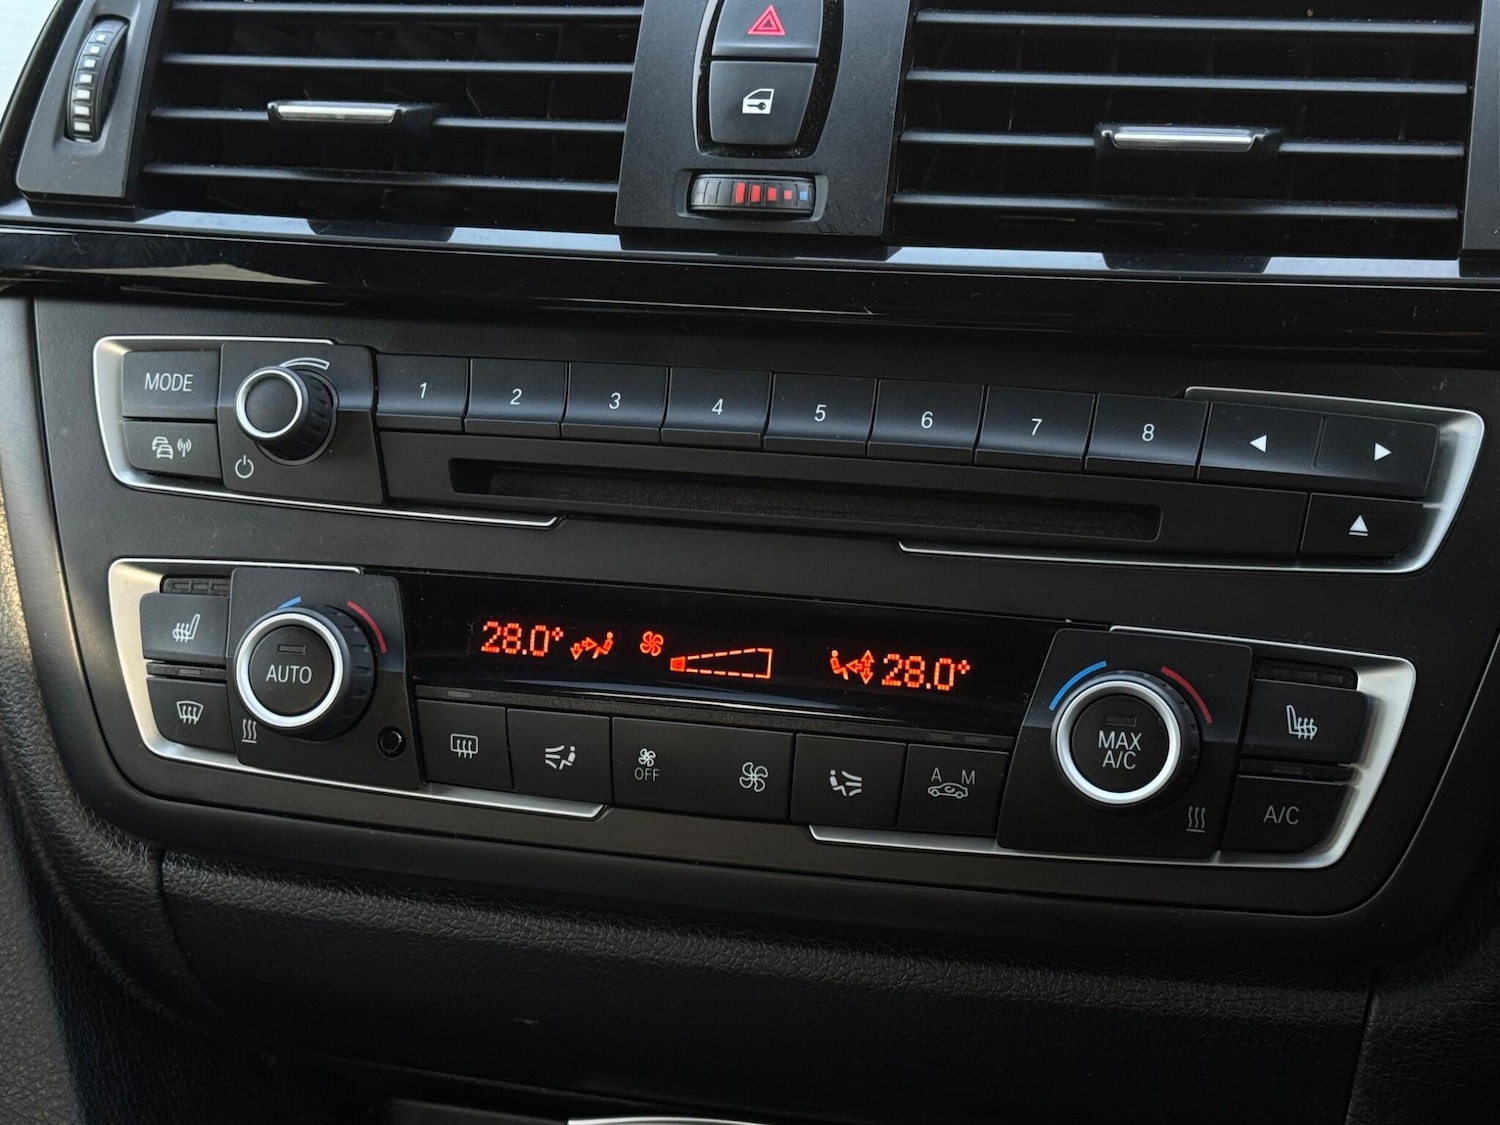 MODE
1 2 3 4 5 6 7 8
28.0° 28.0°
AUTO
MAX
A/C
OFF
A M
A/C